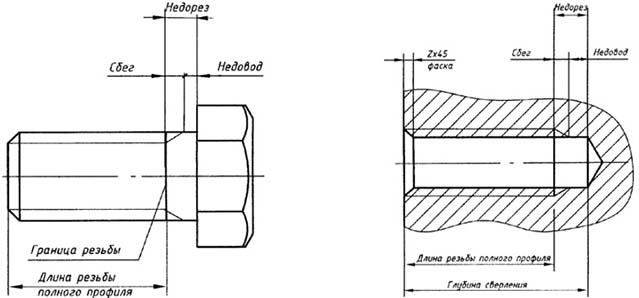 Недорез
Сбег
Недовод
Граница резьбы
Длина резьбы
полного профиля
Недорез
Сбег
Недовод
Zx45
фаска
Длина резьбы полного профиля
Глубина сверления